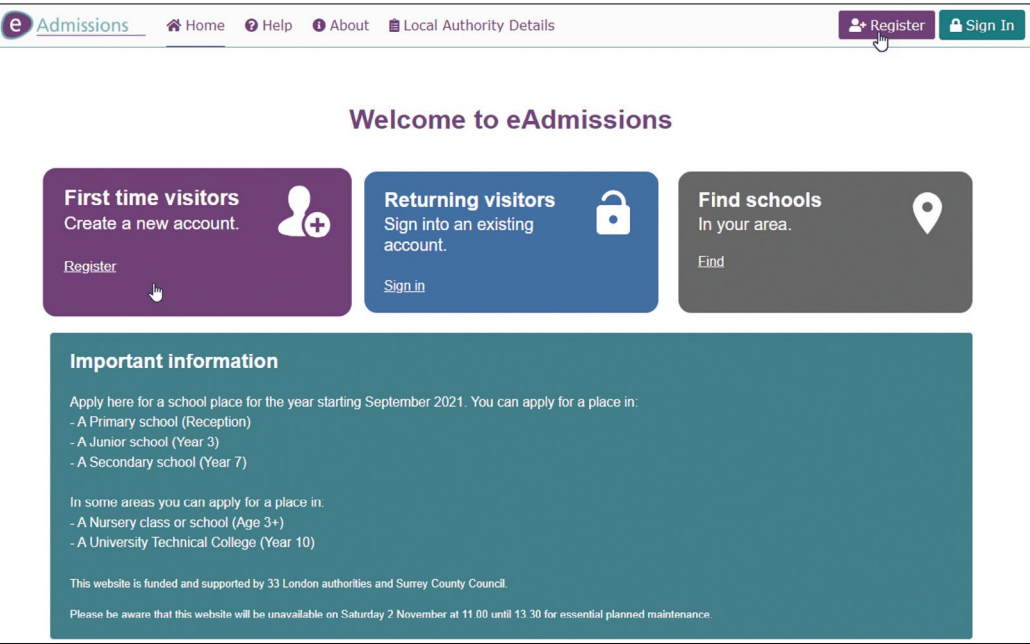 e Admissions Home Help About Local Authority Details Register Sign In
Welcome to eAdmissions
First time visitors
Create a new account.
Register
Returning visitors
Sign into an existing
account.
Sign in
Find schools
In your area.
Find
Important information
Apply here for a school place for the year starting September 2021. You can apply for a place in:
- A Primary school (Reception)
- A Junior school (Year 3)
- A Secondary school (Year 7)
In some areas you can apply for a place in:
- A Nursery class or school (Age 3+)
- A University Technical College (Year 10)
This website is funded and supported by 33 London authorities and Surrey County Council.
Please be aware that this website will be unavailable on Saturday 2 November at 11.00 until 13.30 for essential planned maintenance.